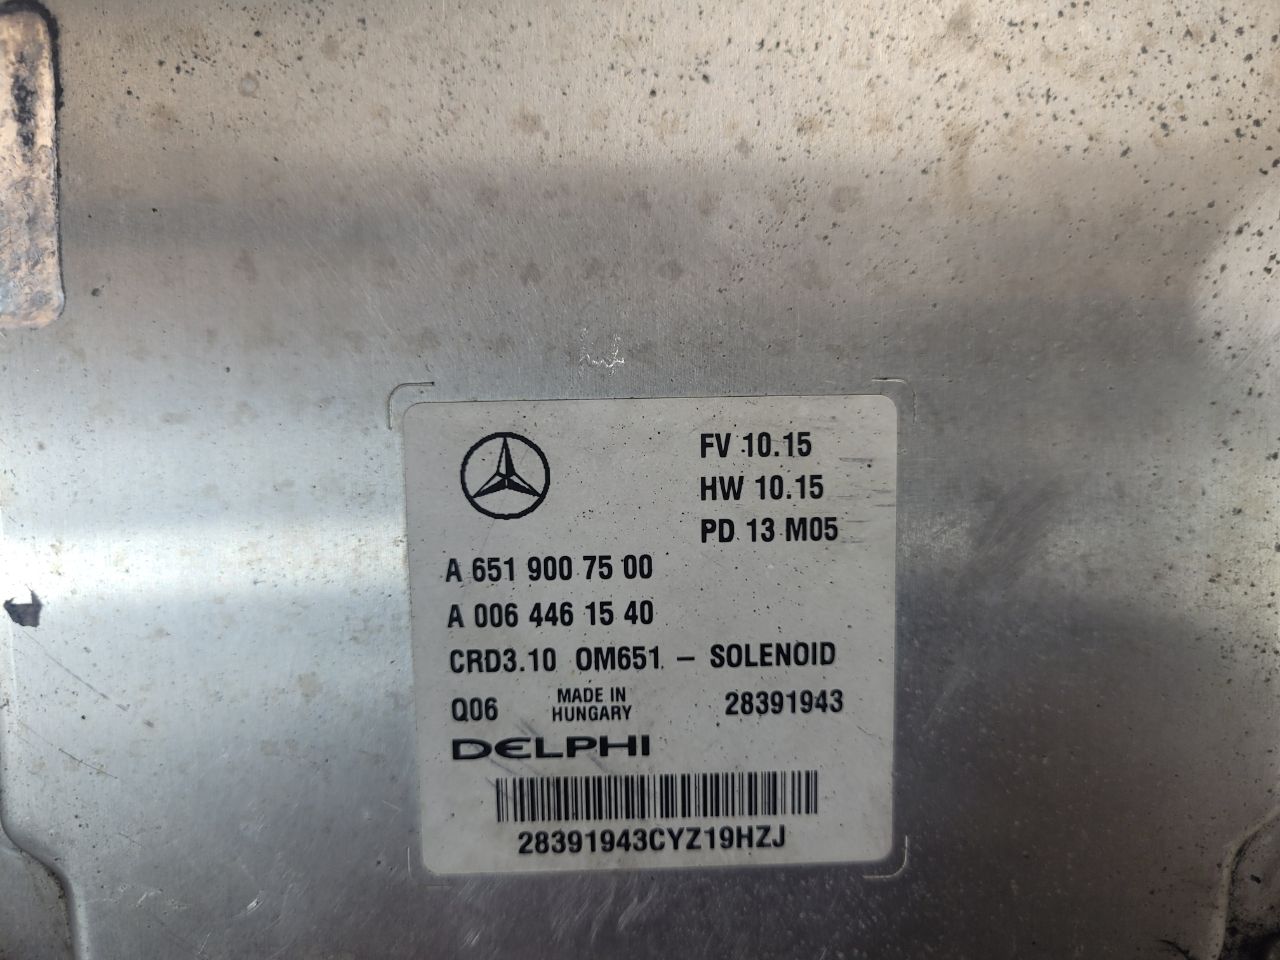 FV 10.15
HW 10.15
PD 13 M05
A 651 900 75 00
A 006 446 15 40
CRD3.10 OM651 – SOLENOID
Q06 MADE IN HUNGARY 28391943
DELPHI
28391943CYZ19HZJ